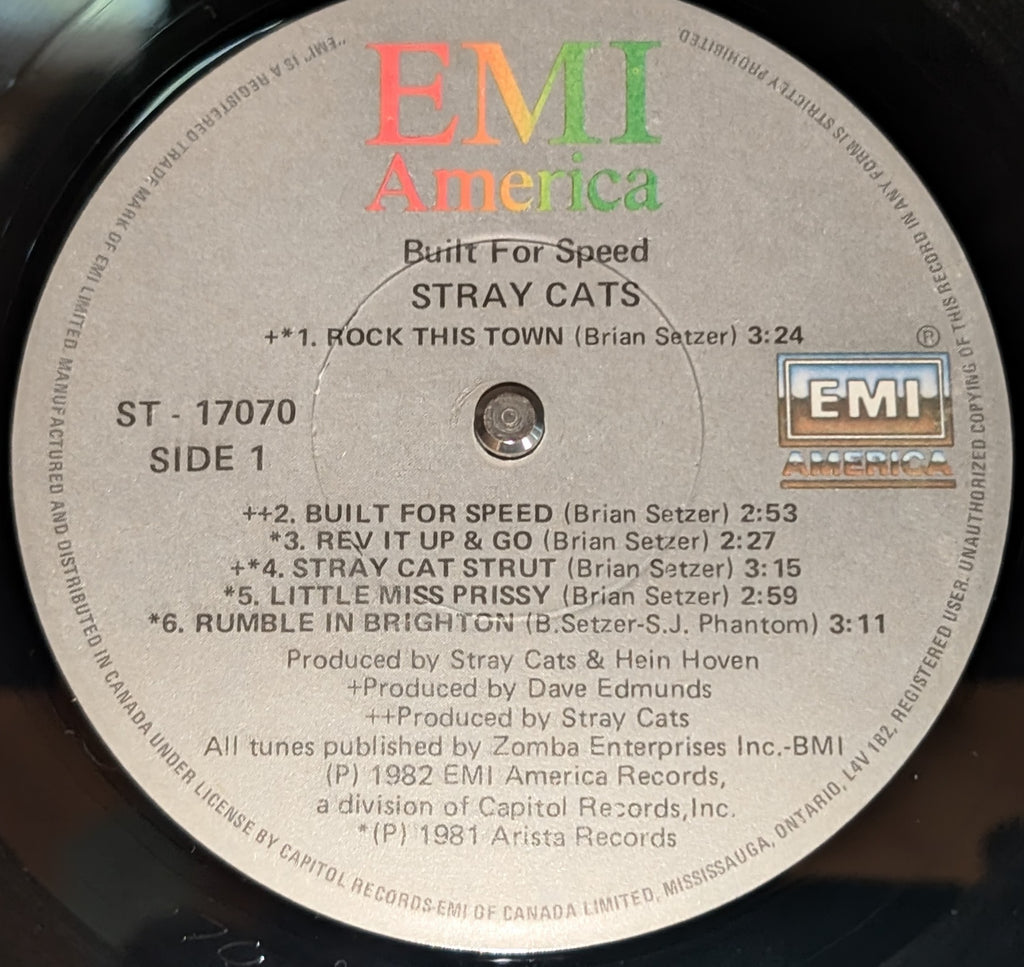 EMI
America
Built For Speed
STRAY CATS
+*1. ROCK THIS TOWN (Brian Setzer) 3:24
ST - 17070
SIDE 1
Ⓟ
EMI
AMERICA
++2. BUILT FOR SPEED (Brian Setzer) 2:53
*3. REV IT UP & GO (Brian Setzer) 2:27
+*4. STRAY CAT STRUT (Brian Setzer) 3:15
*5. LITTLE MISS PRISSY (Brian Setzer) 2:59
*6. RUMBLE IN BRIGHTON (B.Setzer-S.J. Phantom) 3:11
Produced by Stray Cats & Hein Hoven
+Produced by Dave Edmunds
++Produced by Stray Cats
All tunes published by Zomba Enterprises Inc.-BMI
(P) 1982 EMI America Records,
a division of Capitol Records,Inc.
*(P) 1981 Arista Records
"EMI" IS A REGISTERED TRADE MARK OF EMI LIMITED. MANUFACTURED AND DISTRIBUTED IN CANADA UNDER LICENSE BY CAPITOL RECORDS-EMI OF CANADA LIMITED, MISSISSAUGA, ONTARIO, L4V 1B2, REGISTERED USER. UNAUTHORIZED COPYING OF THIS RECORD IN ANY FORM IS STRICTLY PROHIBITED